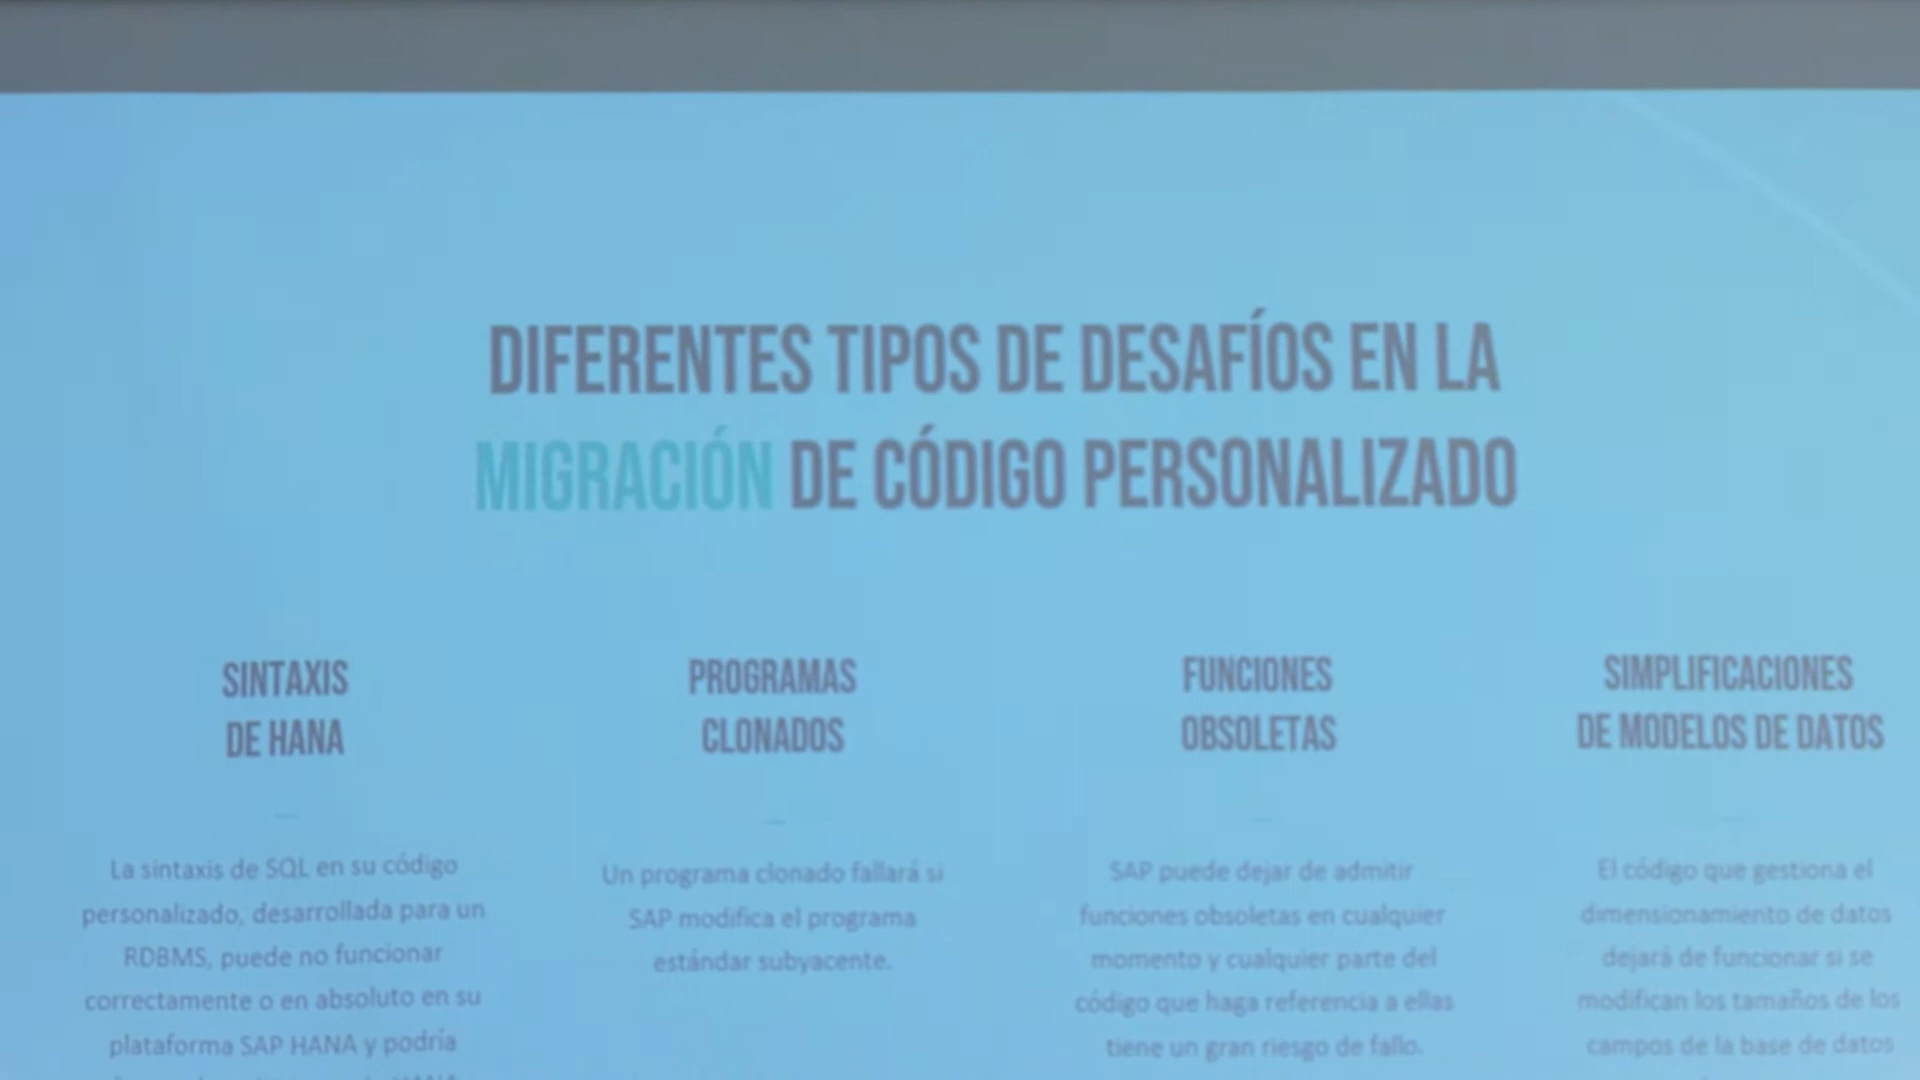 DIFERENTES TIPOS DE DESAFÍOS EN LA
MIGRACIÓN DE CÓDIGO PERSONALIZADO
SINTAXIS
DE HANA
La sintaxis de SQL en su código
personalizado, desarrollada para un
RDBMS, puede no funcionar
correctamente o en absoluto en su
plataforma SAP HANA y podría
PROGRAMAS
CLONADOS
Un programa clonado fallará si
SAP modifica el programa
estándar subyacente.
FUNCIONES
OBSOLETAS
SAP puede dejar de admitir
funciones obsoletas en cualquier
momento y cualquier parte del
código que haga referencia a ellas
tiene un gran riesgo de fallo.
SIMPLIFICACIONES
DE MODELOS DE DATOS
El código que gestiona el
dimensionamiento de datos
dejará de funcionar si se
modifican los tamaños de los
campos de la base de datos